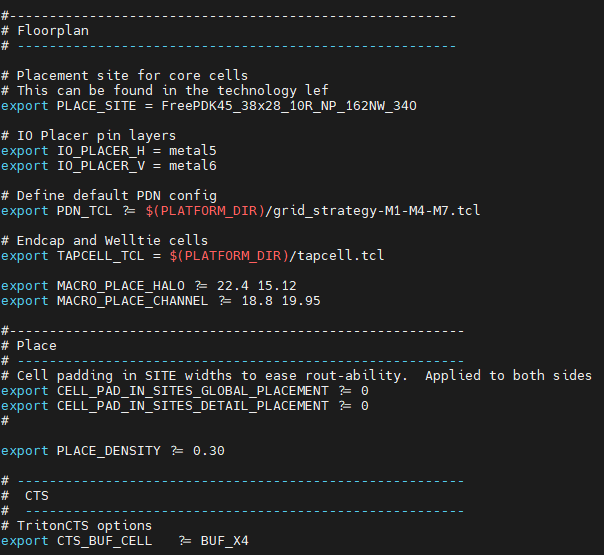 #--------------------------------------------------------
# Floorplan
# -------------------------------------------------------

# Placement site for core cells
# This can be found in the technology lef
export PLACE_SITE = FreePDK45_38x28_10R_NP_162NW_34O

# IO Placer pin layers
export IO_PLACER_H = metal5
export IO_PLACER_V = metal6

# Define default PDN config
export PDN_TCL ?= $(PLATFORM_DIR)/grid_strategy-M1-M4-M7.tcl

# Endcap and Welltie cells
export TAPCELL_TCL = $(PLATFORM_DIR)/tapcell.tcl

export MACRO_PLACE_HALO ?= 22.4 15.12
export MACRO_PLACE_CHANNEL ?= 18.8 19.95

#---------------------------------------------------------
# Place
# --------------------------------------------------------
# Cell padding in SITE widths to ease rout-ability.  Applied to both sides
export CELL_PAD_IN_SITES_GLOBAL_PLACEMENT ?= 0
export CELL_PAD_IN_SITES_DETAIL_PLACEMENT ?= 0
#

export PLACE_DENSITY ?= 0.30

# --------------------------------------------------------
#  CTS
#  -------------------------------------------------------
# TritonCTS options
export CTS_BUF_CELL   ?= BUF_X4